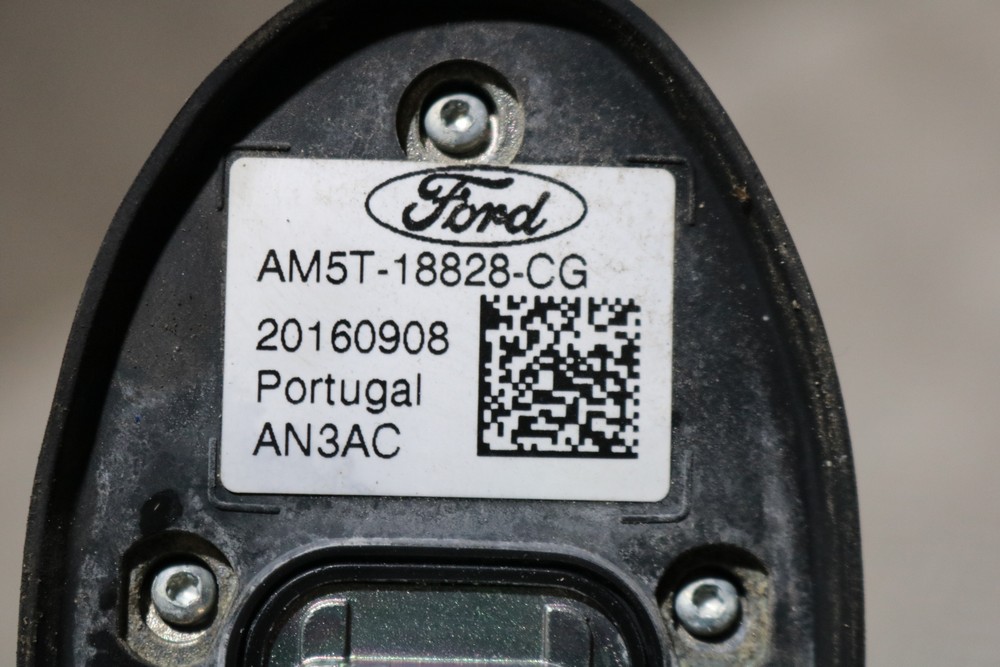 Ford
AM5T-18828-CG
20160908
Portugal
AN3AC